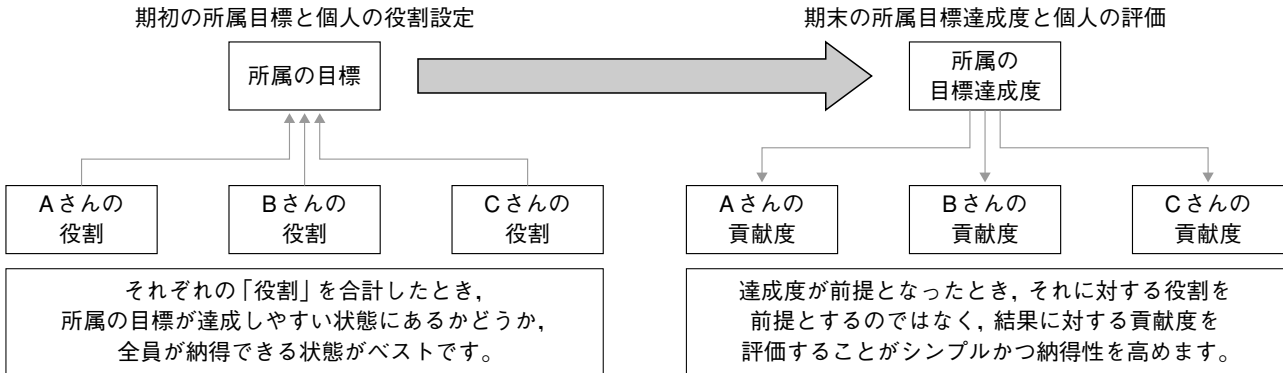 期初の所属目標と個人の役割設定
所属の目標
Aさんの
役割
Bさんの
役割
Cさんの
役割
それぞれの「役割」を合計したとき,
所属の目標が達成しやすい状態にあるかどうか,
全員が納得できる状態がベストです。
期末の所属目標達成度と個人の評価
所属の
目標達成度
Aさんの
貢献度
Bさんの
貢献度
Cさんの
貢献度
達成度が前提となったとき, それに対する役割を
前提とするのではなく, 結果に対する貢献度を
評価することがシンプルかつ納得性を高めます。